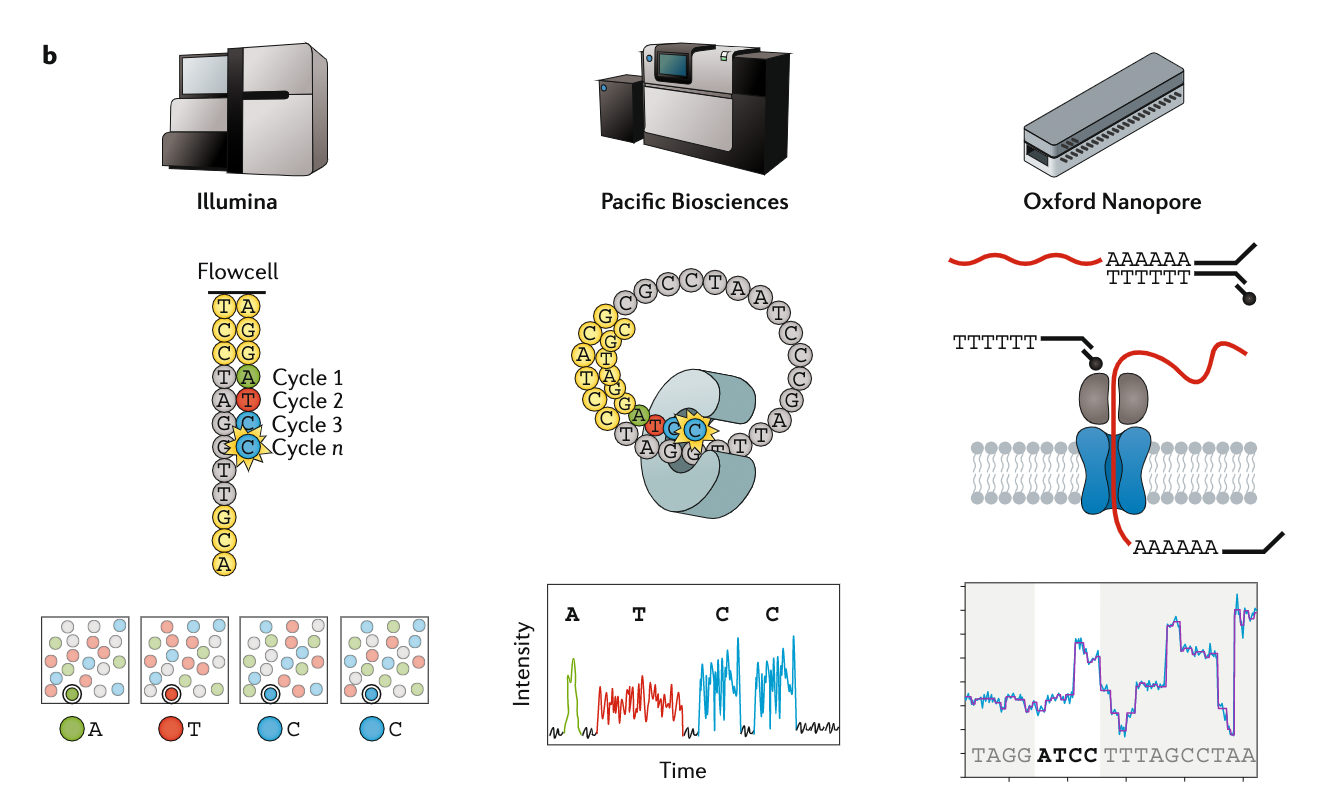 b
Illumina
Pacific Biosciences
Oxford Nanopore
Flowcell
T A
C G
C G
T A Cycle 1
A T Cycle 2
G C Cycle 3
G C Cycle n
T
T
G
C
A
A T C C
C G C G C C T A A T C C C G A T T T
G C A T C C T A G G
C G T A G G A T C C
AAAAAA
TTTTTT
TTTTTT
AAAAAA
A T C C
Intensity
Time
A T C C
TAGG ATCC TTTAGCCTAA